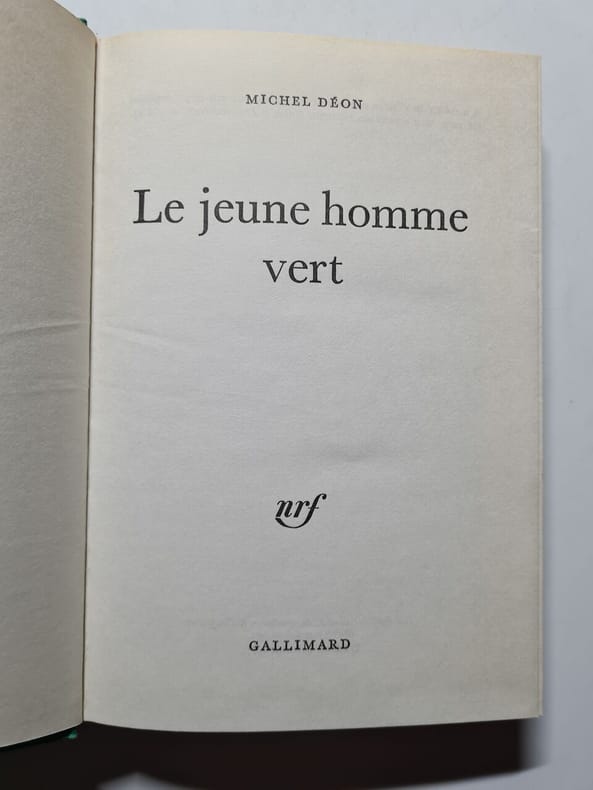 MICHEL DÉON
Le jeune homme
vert
nrf
GALLIMARD